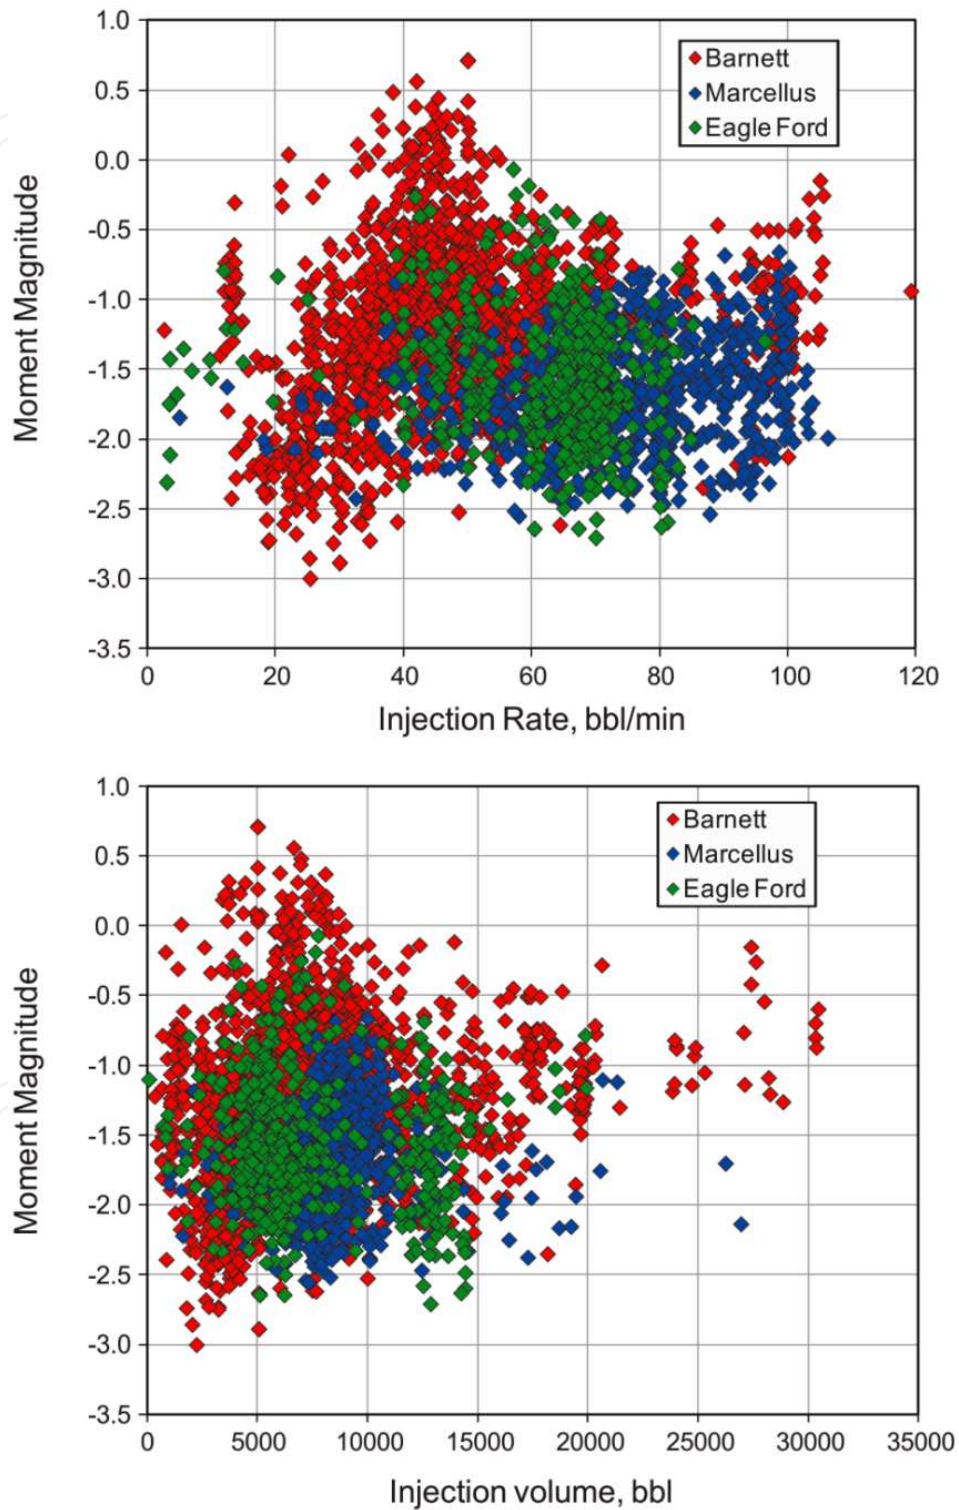 1.0
0.5
0.0
-0.5
-1.0
-1.5
-2.0
-2.5
-3.0
-3.5
Moment Magnitude
Barnett
Marcellus
Eagle Ford
0 20 40 60 80 100 120
Injection Rate, bbl/min
1.0
0.5
0.0
-0.5
-1.0
-1.5
-2.0
-2.5
-3.0
-3.5
Moment Magnitude
Barnett
Marcellus
Eagle Ford
0 5000 10000 15000 20000 25000 30000 35000
Injection volume, bbl